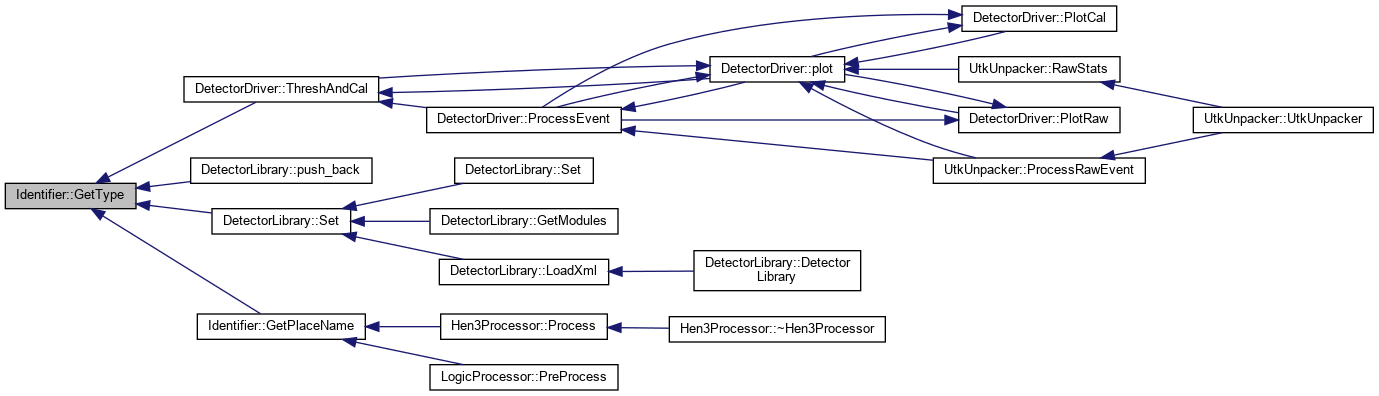 DetectorDriver::PlotCal
DetectorDriver::plot
UtkUnpacker::RawStats
DetectorDriver::ThreshAndCal
DetectorDriver::ProcessEvent
DetectorDriver::PlotRaw
UtkUnpacker::UtkUnpacker
DetectorLibrary::push_back
DetectorLibrary::Set
UtkUnpacker::ProcessRawEvent
Identifier::GetType
DetectorLibrary::Set
DetectorLibrary::GetModules
DetectorLibrary::LoadXml
DetectorLibrary::Detector
Library
Identifier::GetPlaceName
Hen3Processor::Process
Hen3Processor::~Hen3Processor
LogicProcessor::PreProcess